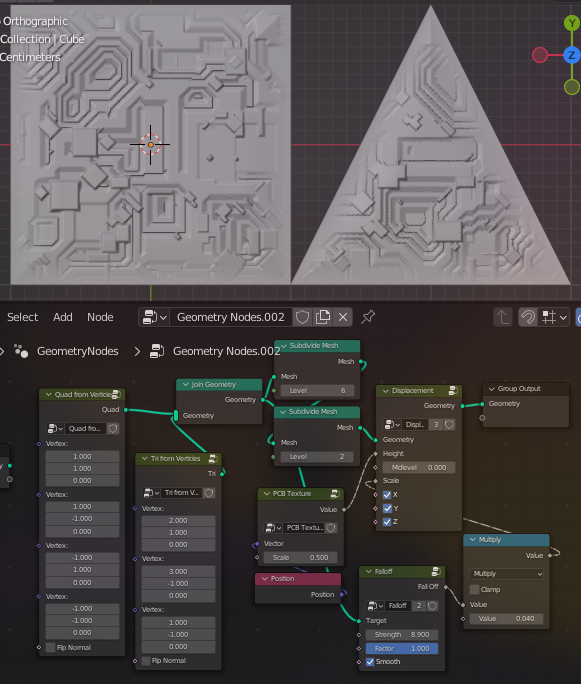 Orthographic
Collection | Cube
Centimeters
Y
Z
Select Add Node Geometry Nodes.002
GeometryNodes > Geometry Nodes.002
Subdivide Mesh
Mesh
Mesh
Level 6
Join Geometry
Geometry
Geometry
Quad from Vertices
Quad
Quad fro...
Vertex:
1.000
1.000
0.000
Vertex:
1.000
-1.000
0.000
Vertex:
-1.000
1.000
0.000
Vertex:
-1.000
-1.000
0.000
Flip Normal
Tri from Vertices
Tri
Tri from V...
Vertex:
2.000
1.000
0.000
Vertex:
3.000
-1.000
0.000
Vertex:
1.000
-1.000
0.000
Flip Normal
Subdivide Mesh
Mesh
Mesh
Level 2
PCB Texture
Value
PCB Textu...
Vector
Scale 0.500
Position
Position
Displacement
Geometry
Displ... 3
Geometry
Height
Midlevel 0.000
Scale
X
Y
Z
Group Output
Geometry
Falloff
Fall Off
Falloff 2
Target
Strength 8.900
Factor 1.000
Smooth
Multiply
Value
Multiply
Clamp
Value
Value 0.040